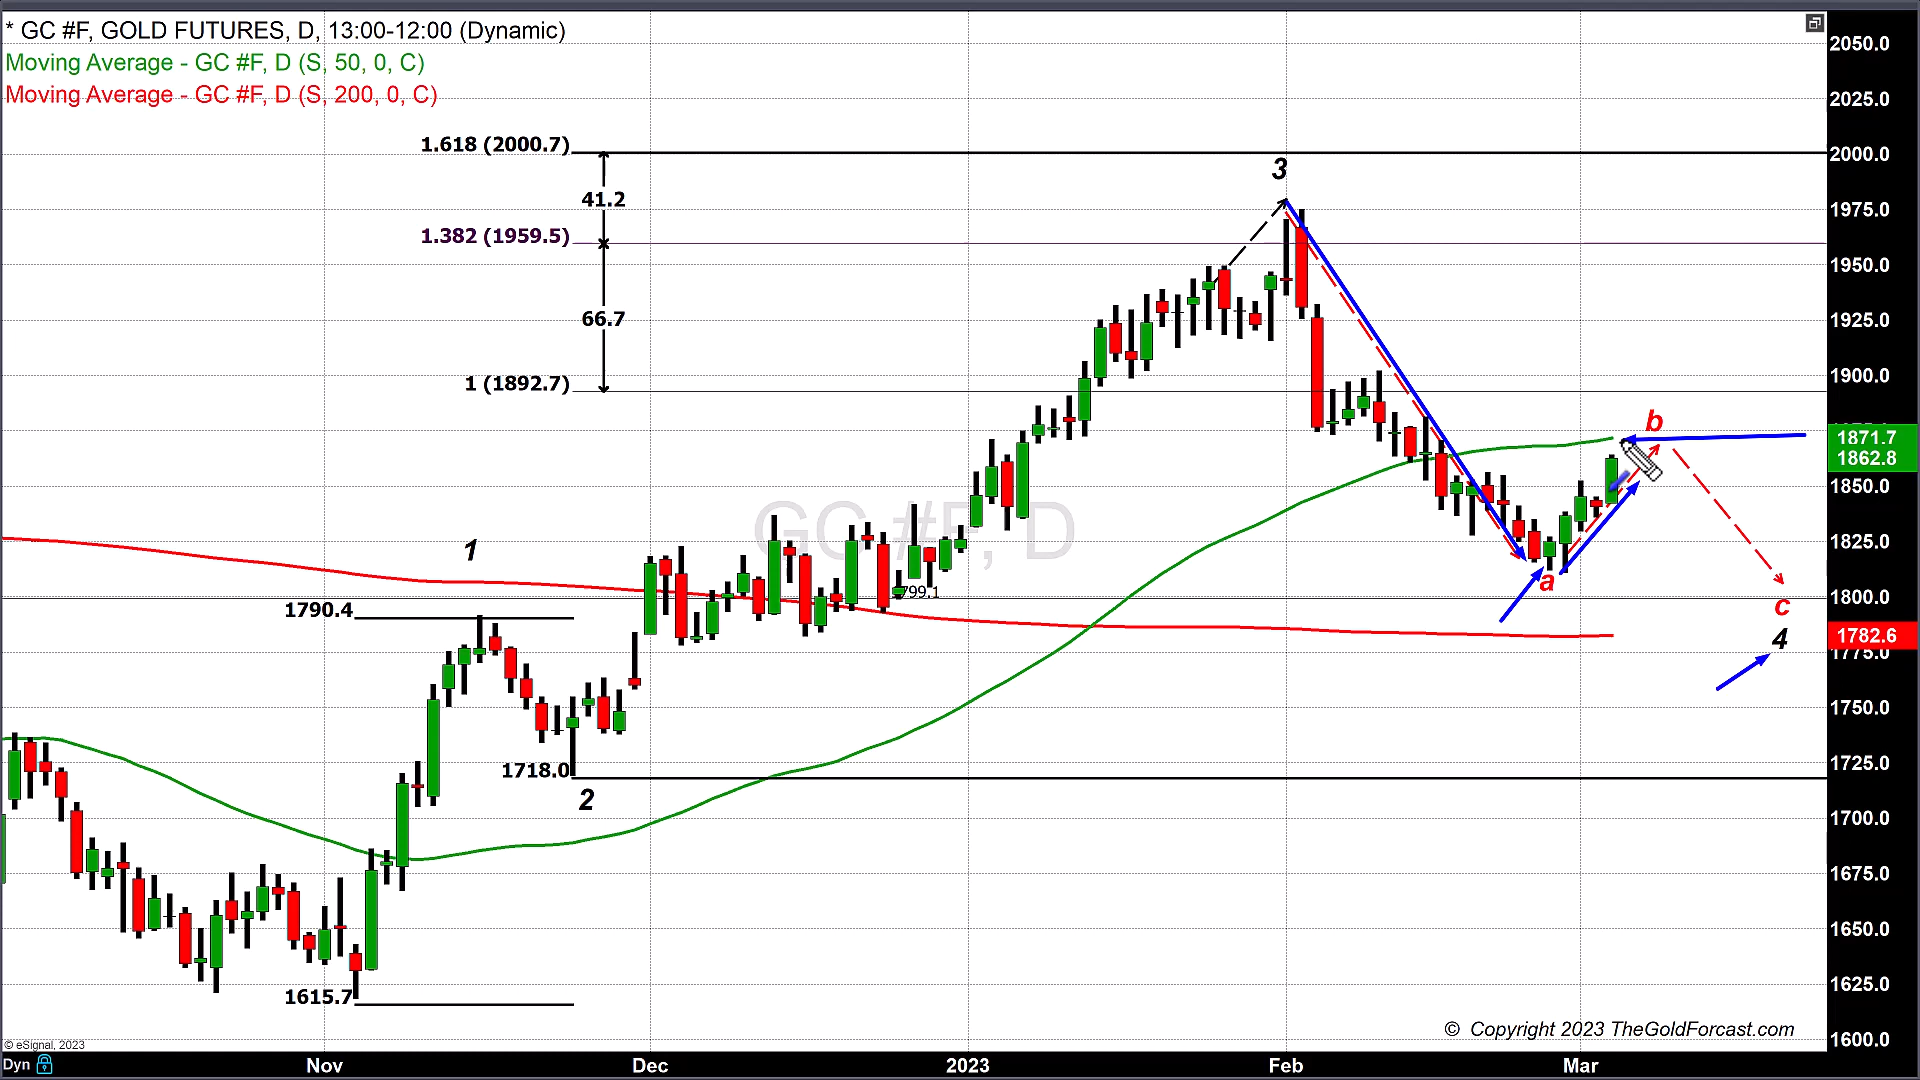 * GC #F, GOLD FUTURES, D, 13:00-12:00 (Dynamic)
Moving Average - GC #F, D (S, 50, 0, C)
Moving Average - GC #F, D (S, 200, 0, C)
1.618 (2000.7)
41.2
1.382 (1959.5)
66.7
1 (1892.7)
3
b
a
c
4
GC #F, D
1
1790.4
1718.0
2
1615.7
2050.0
2025.0
2000.0
1975.0
1950.0
1925.0
1900.0
1871.7
1862.8
1850.0
1825.0
1800.0
1782.6
1775.0
1750.0
1725.0
1700.0
1675.0
1650.0
1625.0
1600.0
© Copyright 2023 TheGoldForcast.com
© eSignal, 2023
Dyn
Nov
Dec
2023
Feb
Mar